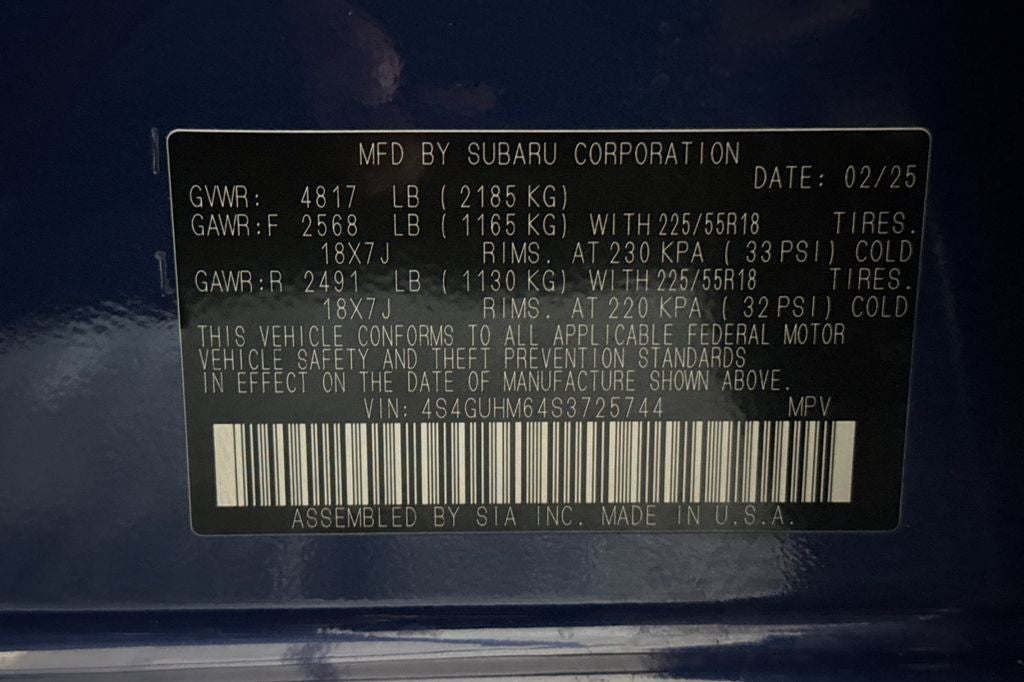 MFD BY SUBARU CORPORATION
DATE: 02/25
GVWR: 4817 LB ( 2185 KG)
GAWR:F 2568 LB ( 1165 KG) WITH 225/55R18 TIRES.
18X7J RIMS. AT 230 KPA ( 33 PSI) COLD
GAWR:R 2491 LB ( 1130 KG) WITH 225/55R18 TIRES.
18X7J RIMS. AT 220 KPA ( 32 PSI) COLD
THIS VEHICLE CONFORMS TO ALL APPLICABLE FEDERAL MOTOR
VEHICLE SAFETY AND THEFT PREVENTION STANDARDS
IN EFFECT ON THE DATE OF MANUFACTURE SHOWN ABOVE.
VIN: 4S4GUHM64S3725744 MPV
ASSEMBLED BY SIA INC. MADE IN U.S.A.